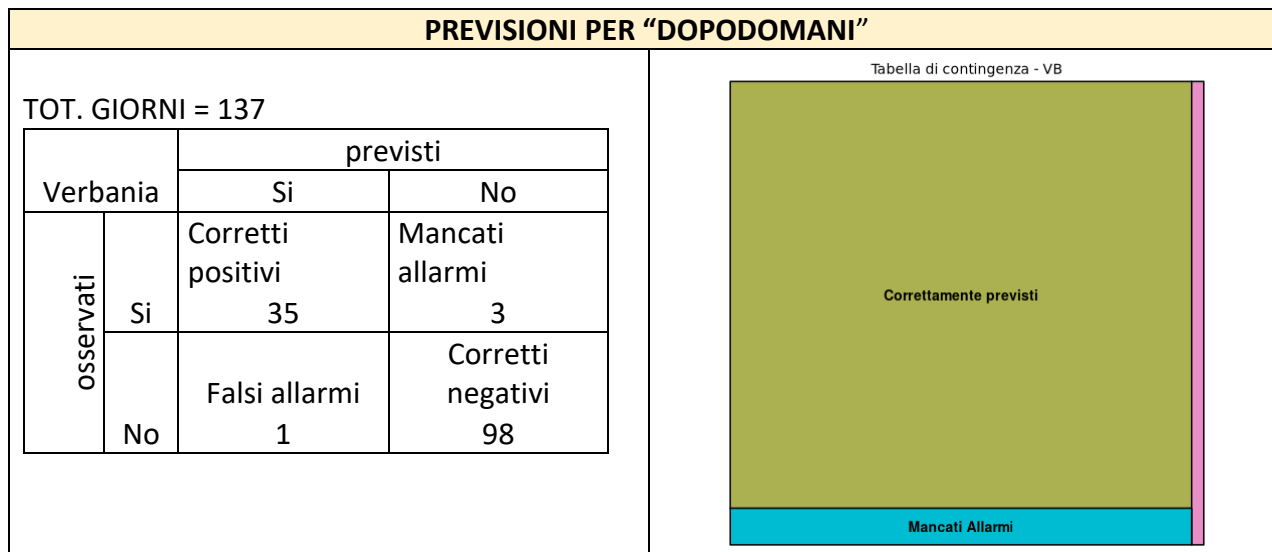 PREVISIONI PER “DOPODOMANI”
TOT. GIORNI = 137
previsti
Verbania
Si
No
osservati
Si
Corretti
positivi
35
Mancati
allarmi
3
No
Falsi allarmi
1
Corretti
negativi
98
Tabella di contingenza - VB
Correttamente previsti
Mancati Allarmi